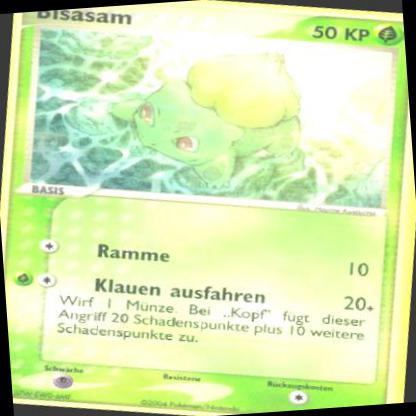 Bisasam
50 KP
BASIS
Ramme 10
Klauen ausfahren 20+
Wirf 1 Münze. Bei „Kopf" fügt dieser
Angriff 20 Schadenspunkte plus 10 weitere
Schadenspunkte zu.
Schwäche Resistenz Rückzugskosten
©2004 Pokémon/Nintendo